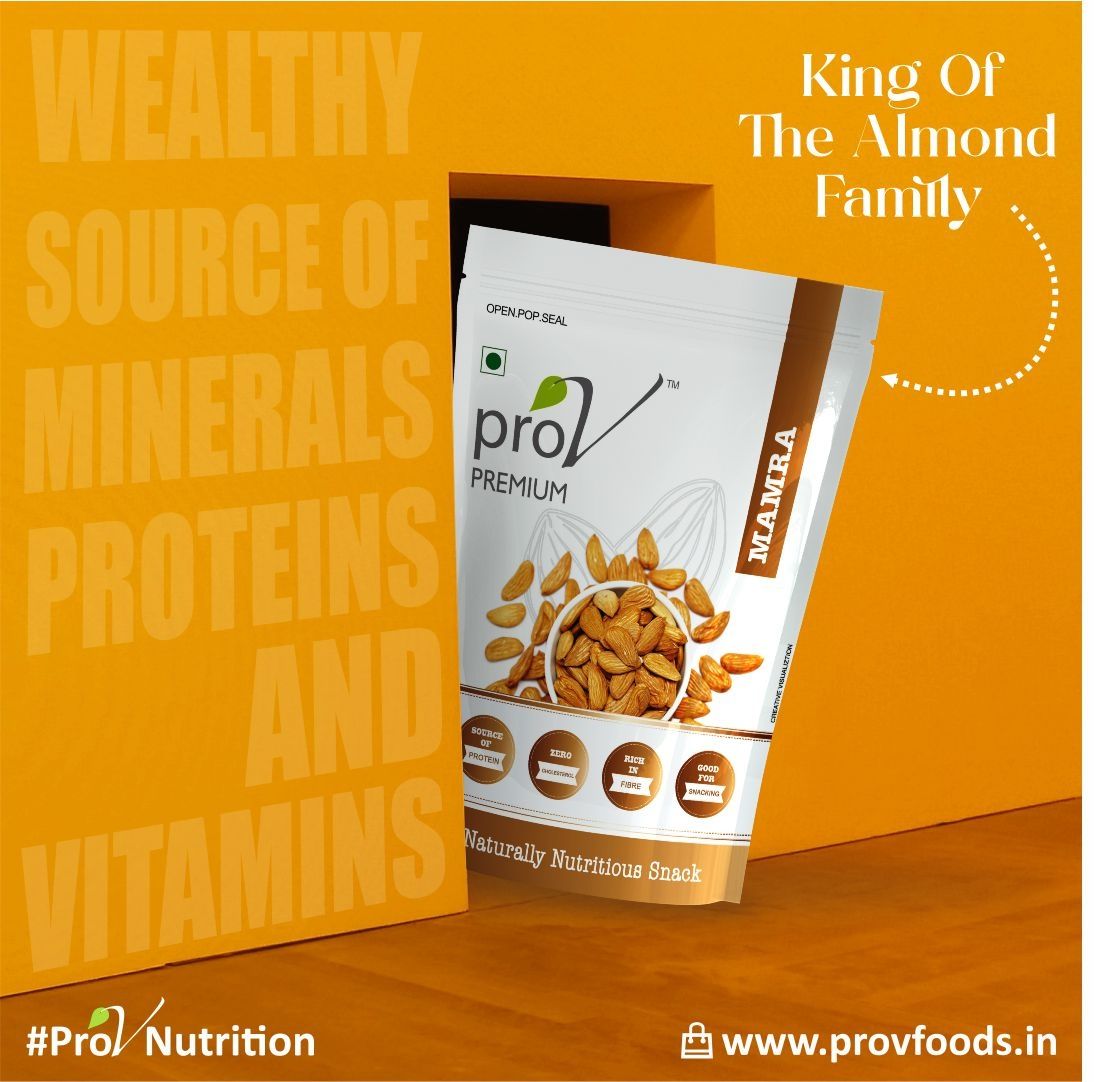 WEALTHY
SOURCE OF
MINERALS
PROTEINS
AND
VITAMINS
King Of
The Almond
Family
OPEN.POP.SEAL
proV TM
PREMIUM
MAMRA
CREATIVE VISUALIZTION
SOURCE
OF
PROTEIN
ZERO
CHOLESTEROL
RICH
IN
FIBRE
GOOD
FOR
SNACKING
Naturally Nutritious Snack
#ProV Nutrition
www.provfoods.in